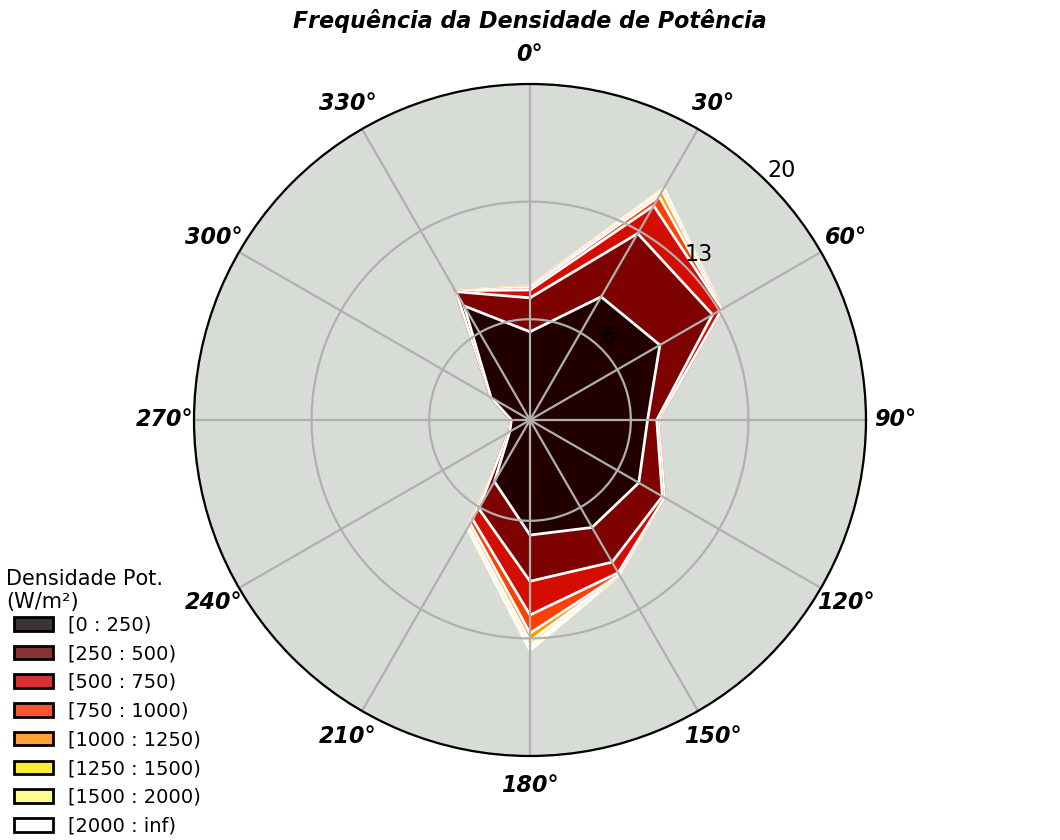 Frequência da Densidade de Potência
0°
30°
60°
90°
120°
150°
180°
210°
240°
270°
300°
330°
20
13
6
Densidade Pot.
(W/m²)
[0 : 250)
[250 : 500)
[500 : 750)
[750 : 1000)
[1000 : 1250)
[1250 : 1500)
[1500 : 2000)
[2000 : inf)